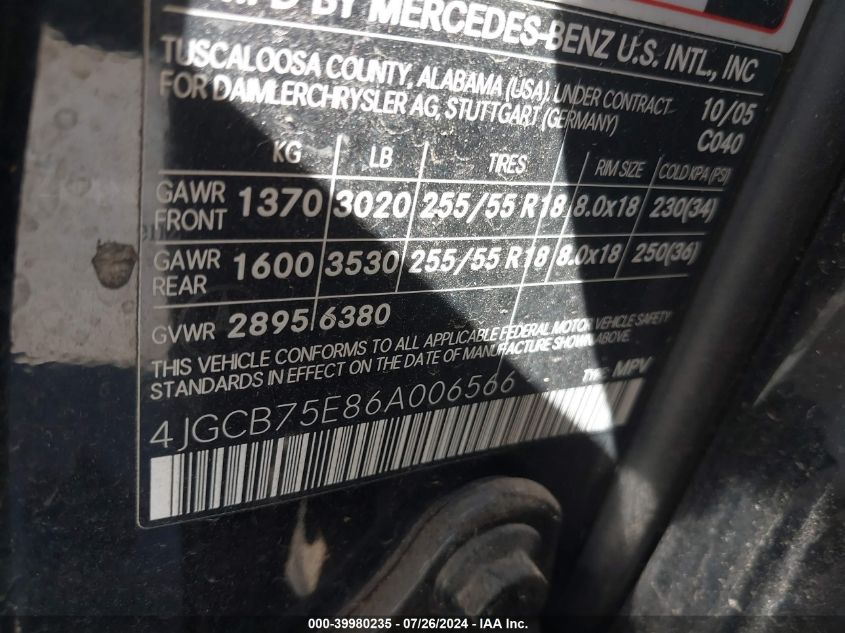 BY MERCEDES-BENZ U.S. INTL., INC
TUSCALOOSA COUNTY, ALABAMA (USA) UNDER CONTRACT 10/05
FOR DAIMLERCHRYSLER AG, STUTTGART (GERMANY) C040
KG LB TIRES RIM SIZE COLD KPA (PSI)
GAWR FRONT 1370 3020 255/55 R18 8.0x18 230(34)
GAWR REAR 1600 3530 255/55 R18 8.0x18 250(36)
GVWR 2895 6380
THIS VEHICLE CONFORMS TO ALL APPLICABLE FEDERAL MOTOR VEHICLE SAFETY
STANDARDS IN EFFECT ON THE DATE OF MANUFACTURE SHOWN ABOVE.
4JGCB75E86A006566 TYPE: MPV
000-39980235 - 07/26/2024 - IAA Inc.